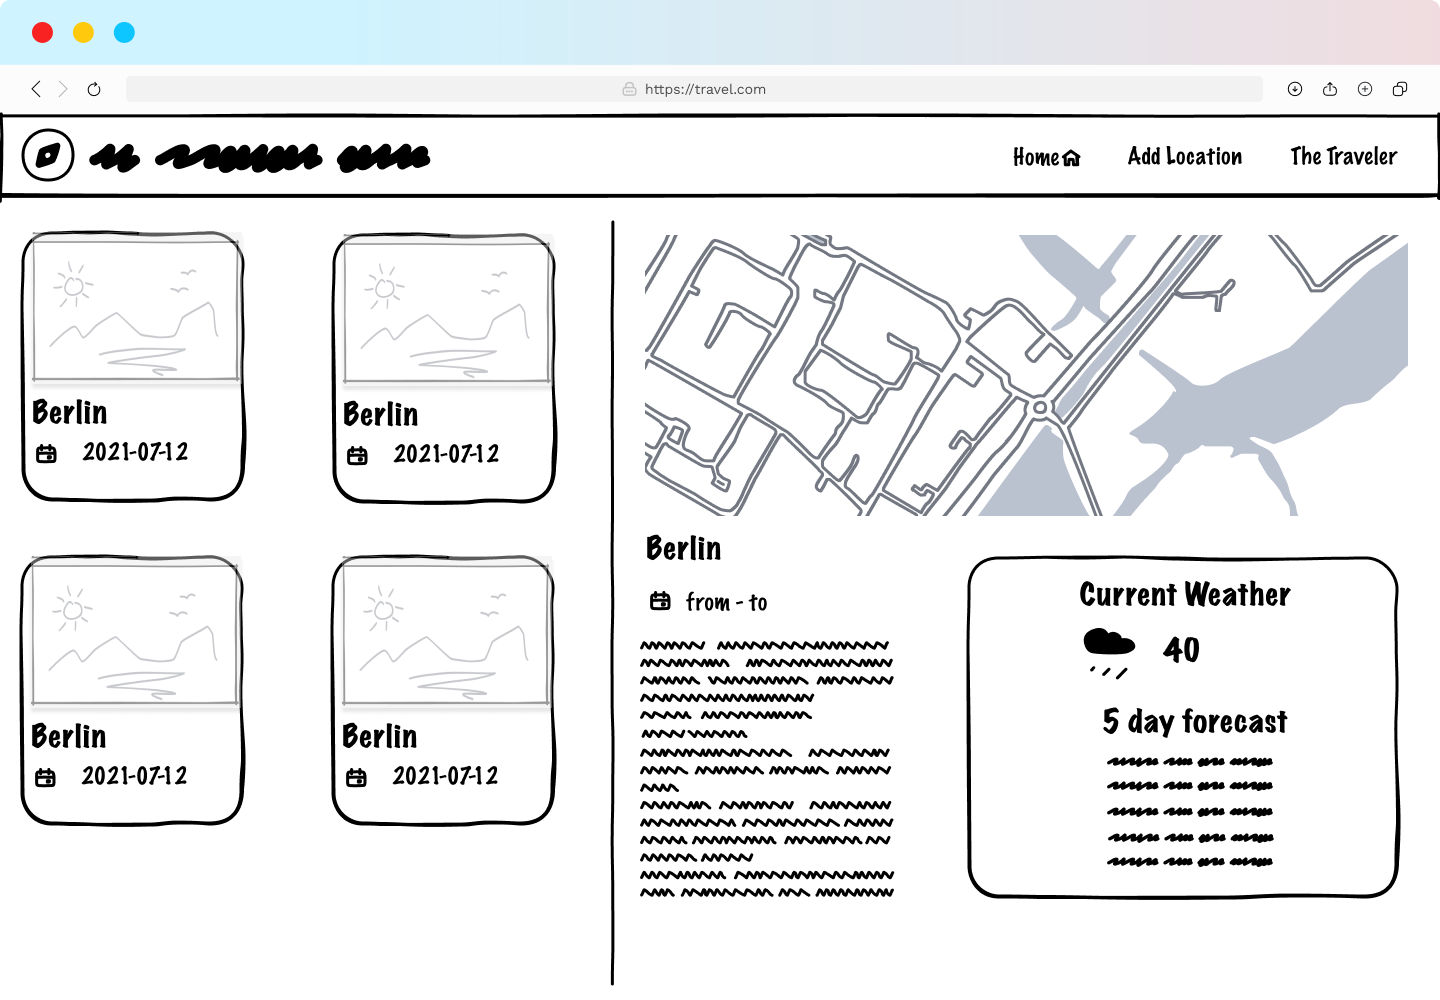 https://travel.com
Home Add Location The Traveler
Berlin
2021-07-12
Berlin
2021-07-12
Berlin
2021-07-12
Berlin
2021-07-12
Berlin
from - to
Current Weather
40
5 day forecast